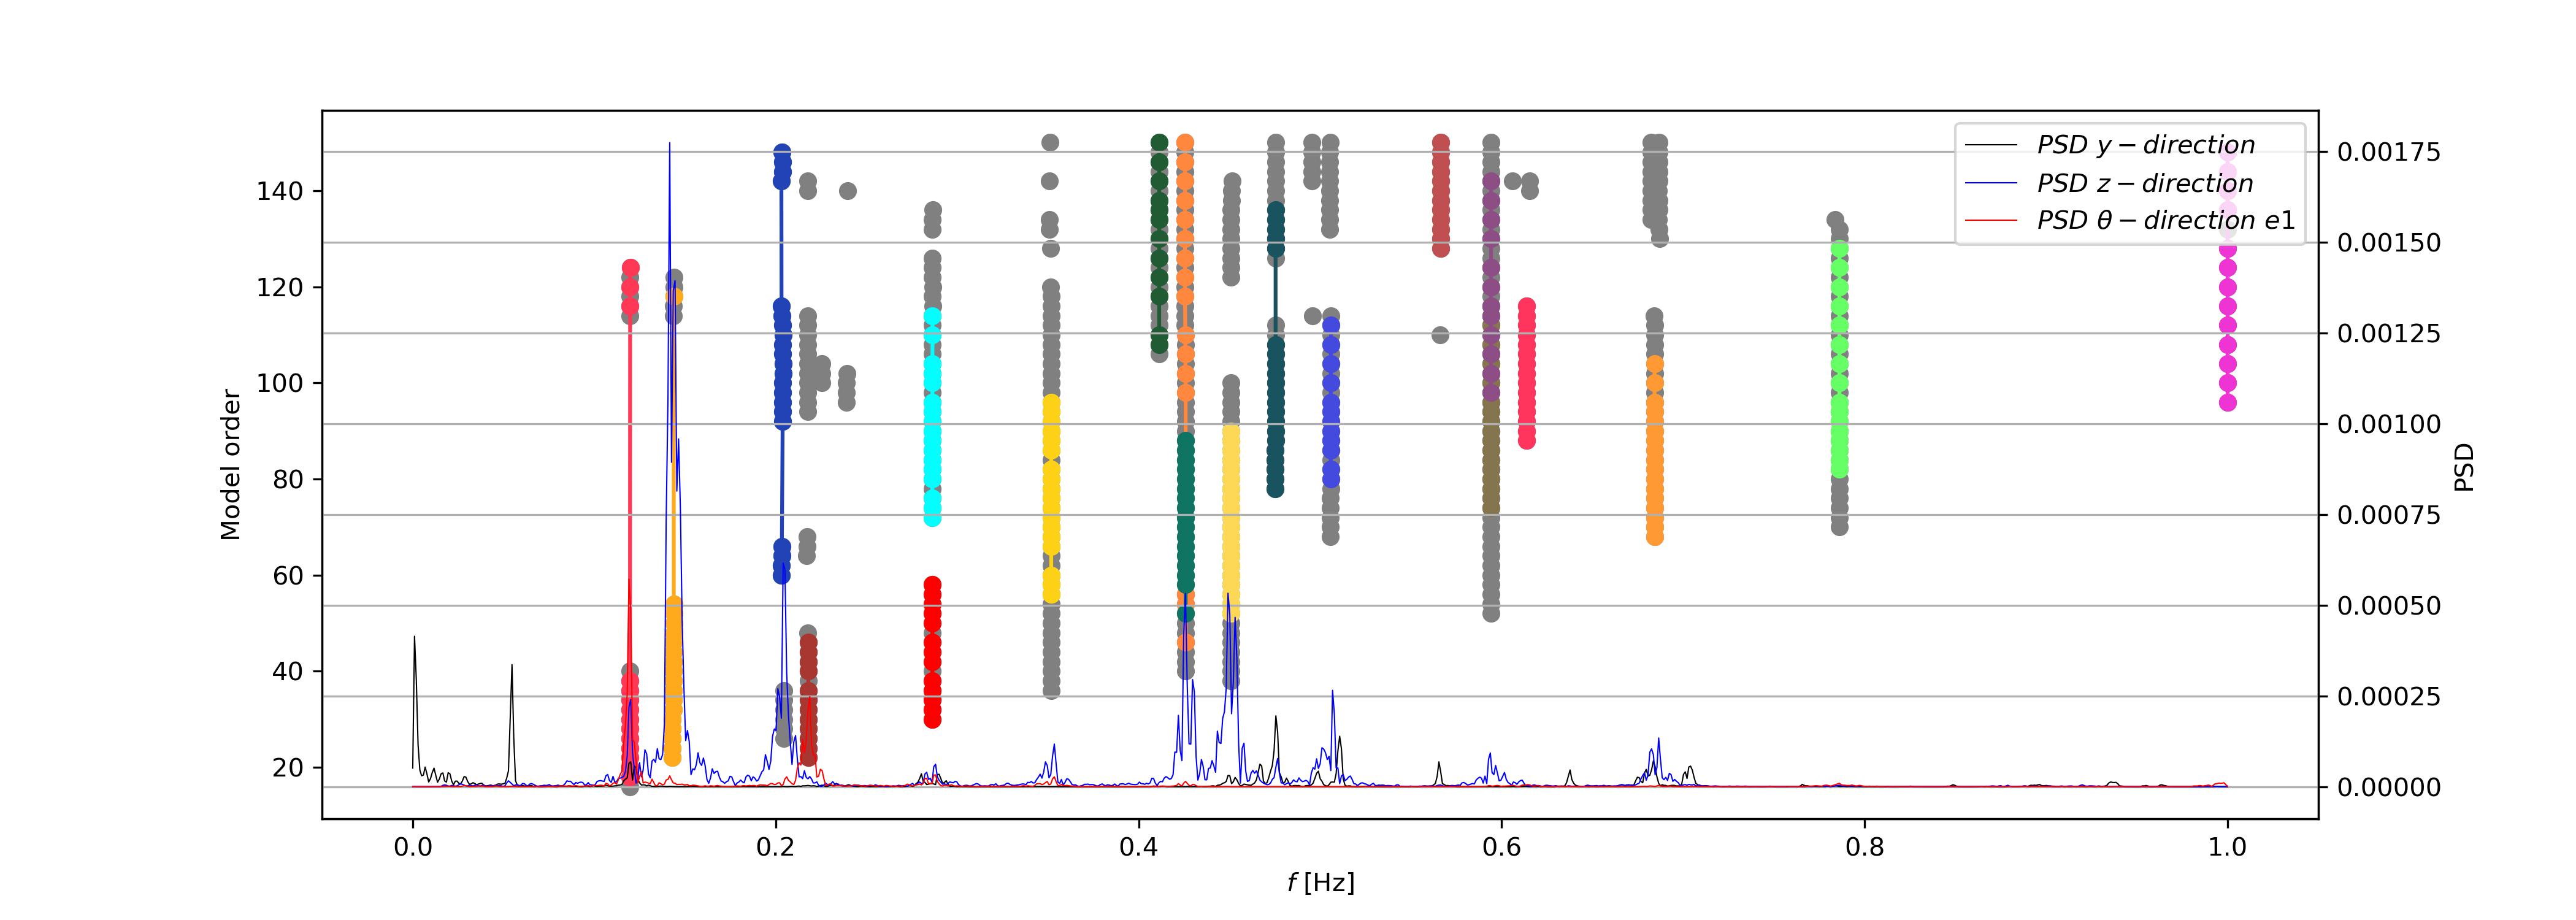 PSD y − direction
PSD z − direction
PSD θ − direction e1
140
120
100
80
60
40
20
Model order
0.00175
0.00150
0.00125
0.00100
0.00075
0.00050
0.00025
0.00000
PSD
0.0 0.2 0.4 0.6 0.8 1.0
f [Hz]